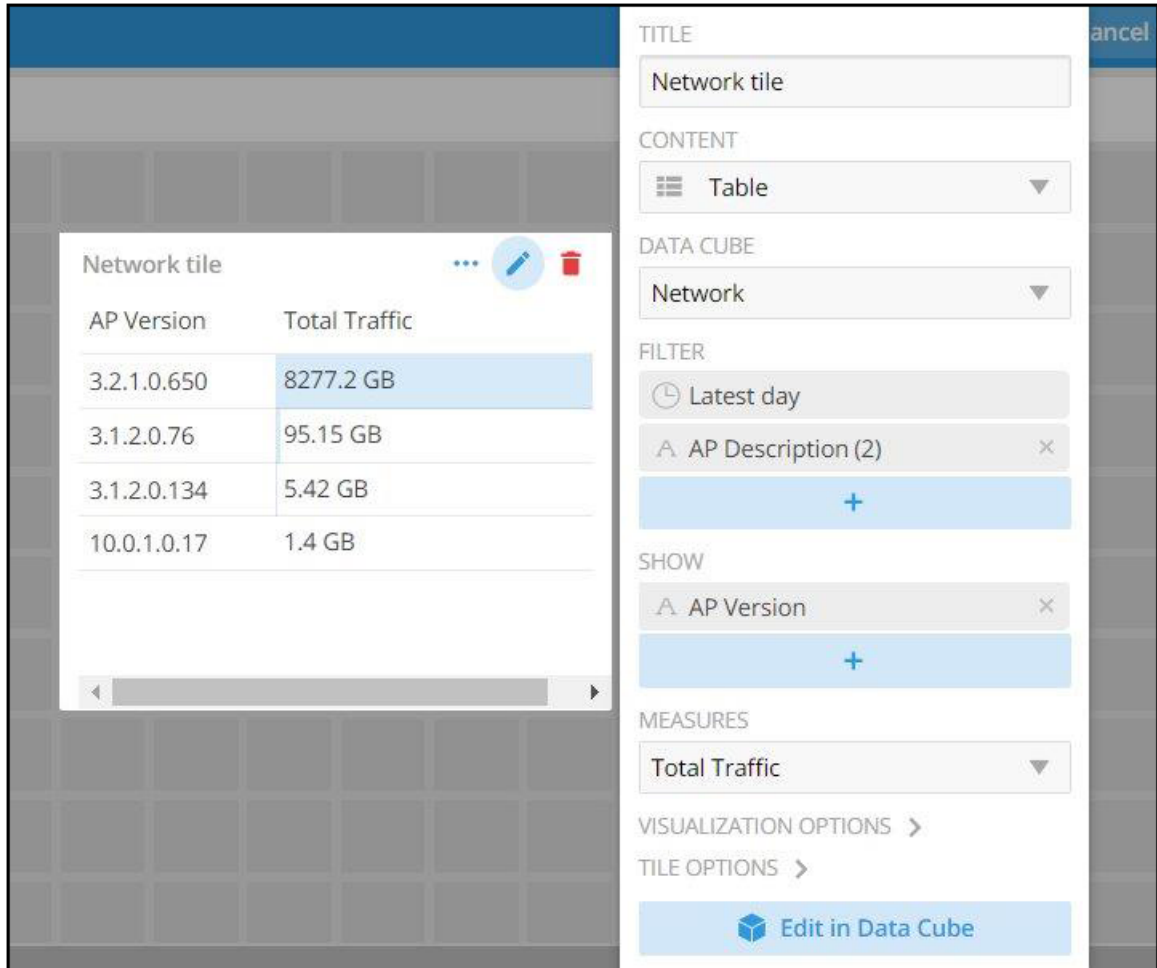 ancel
Network tile
AP Version Total Traffic
3.2.1.0.650 8277.2 GB
3.1.2.0.76 95.15 GB
3.1.2.0.134 5.42 GB
10.0.1.0.17 1.4 GB
TITLE
Network tile
CONTENT
Table
DATA CUBE
Network
FILTER
Latest day
A AP Description (2) ×
+
SHOW
A AP Version ×
+
MEASURES
Total Traffic
VISUALIZATION OPTIONS >
TILE OPTIONS >
Edit in Data Cube